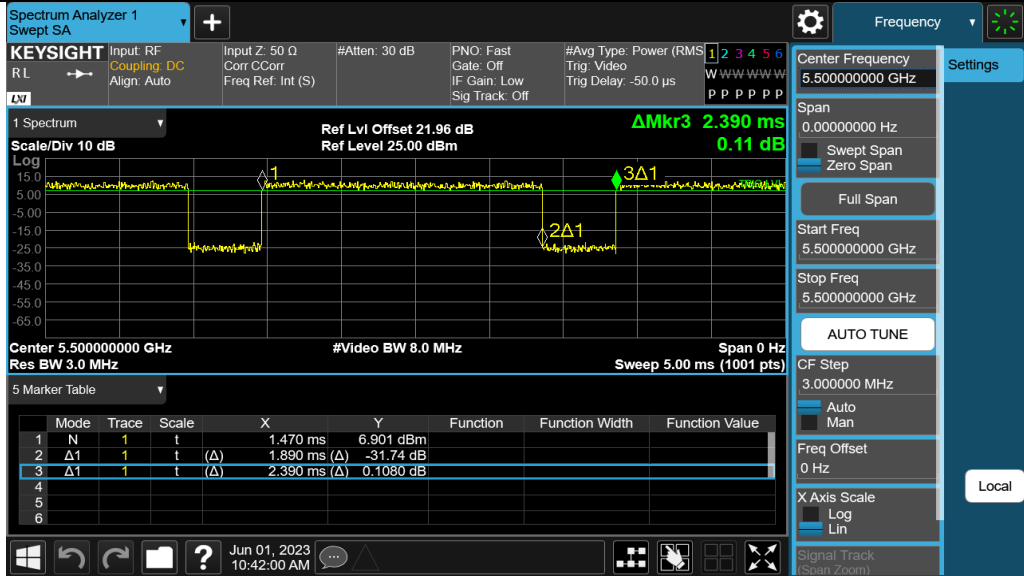 Spectrum Analyzer 1
Swept SA
+
Frequency
KEYSIGHT
R L
LXI
Input: RF
Coupling: DC
Align: Auto
Input Z: 50 Ω
Corr CCorr
Freq Ref: Int (S)
#Atten: 30 dB
PNO: Fast
Gate: Off
IF Gain: Low
Sig Track: Off
#Avg Type: Power (RMS
Trig: Video
Trig Delay: -50.0 µs
1 2 3 4 5 6
W W W W W W
P P P P P P
Center Frequency
5.500000000 GHz
Settings
Span
0.00000000 Hz
Swept Span
Zero Span
Full Span
Start Freq
5.500000000 GHz
Stop Freq
5.500000000 GHz
AUTO TUNE
CF Step
3.000000 MHz
Auto
Man
Freq Offset
0 Hz
X Axis Scale
Log
Lin
Signal Track
(Span Zoom)
Local
1 Spectrum
Scale/Div 10 dB
Ref Lvl Offset 21.96 dB
Ref Level 25.00 dBm
ΔMkr3 2.390 ms
0.11 dB
Log
15.0
5.00
-5.00
-15.0
-25.0
-35.0
-45.0
-55.0
-65.0
1
2Δ1
3Δ1
TRIG LVL
Center 5.500000000 GHz
#Video BW 8.0 MHz
Span 0 Hz
Res BW 3.0 MHz
Sweep 5.00 ms (1001 pts)
5 Marker Table
Mode Trace Scale X Y Function Function Width Function Value
1 N 1 t 1.470 ms 6.901 dBm
2 Δ1 1 t (Δ) 1.890 ms (Δ) -31.74 dB
3 Δ1 1 t (Δ) 2.390 ms (Δ) 0.1080 dB
4
5
6
?
Jun 01, 2023
10:42:00 AM